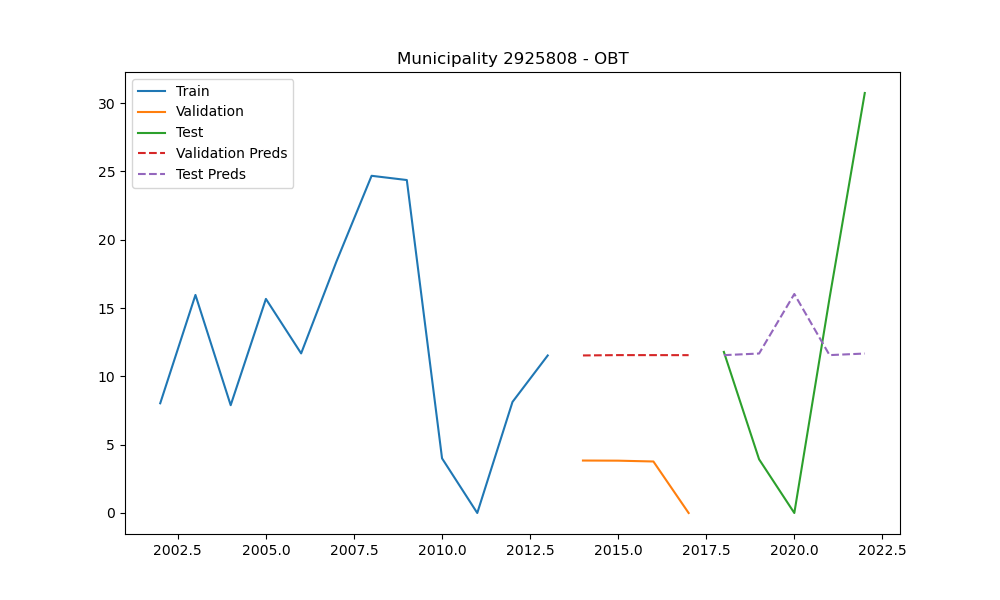 Municipality 2925808 - OBT
Train
Validation
Test
Validation Preds
Test Preds
30
25
20
15
10
5
0
2002.5 2005.0 2007.5 2010.0 2012.5 2015.0 2017.5 2020.0 2022.5